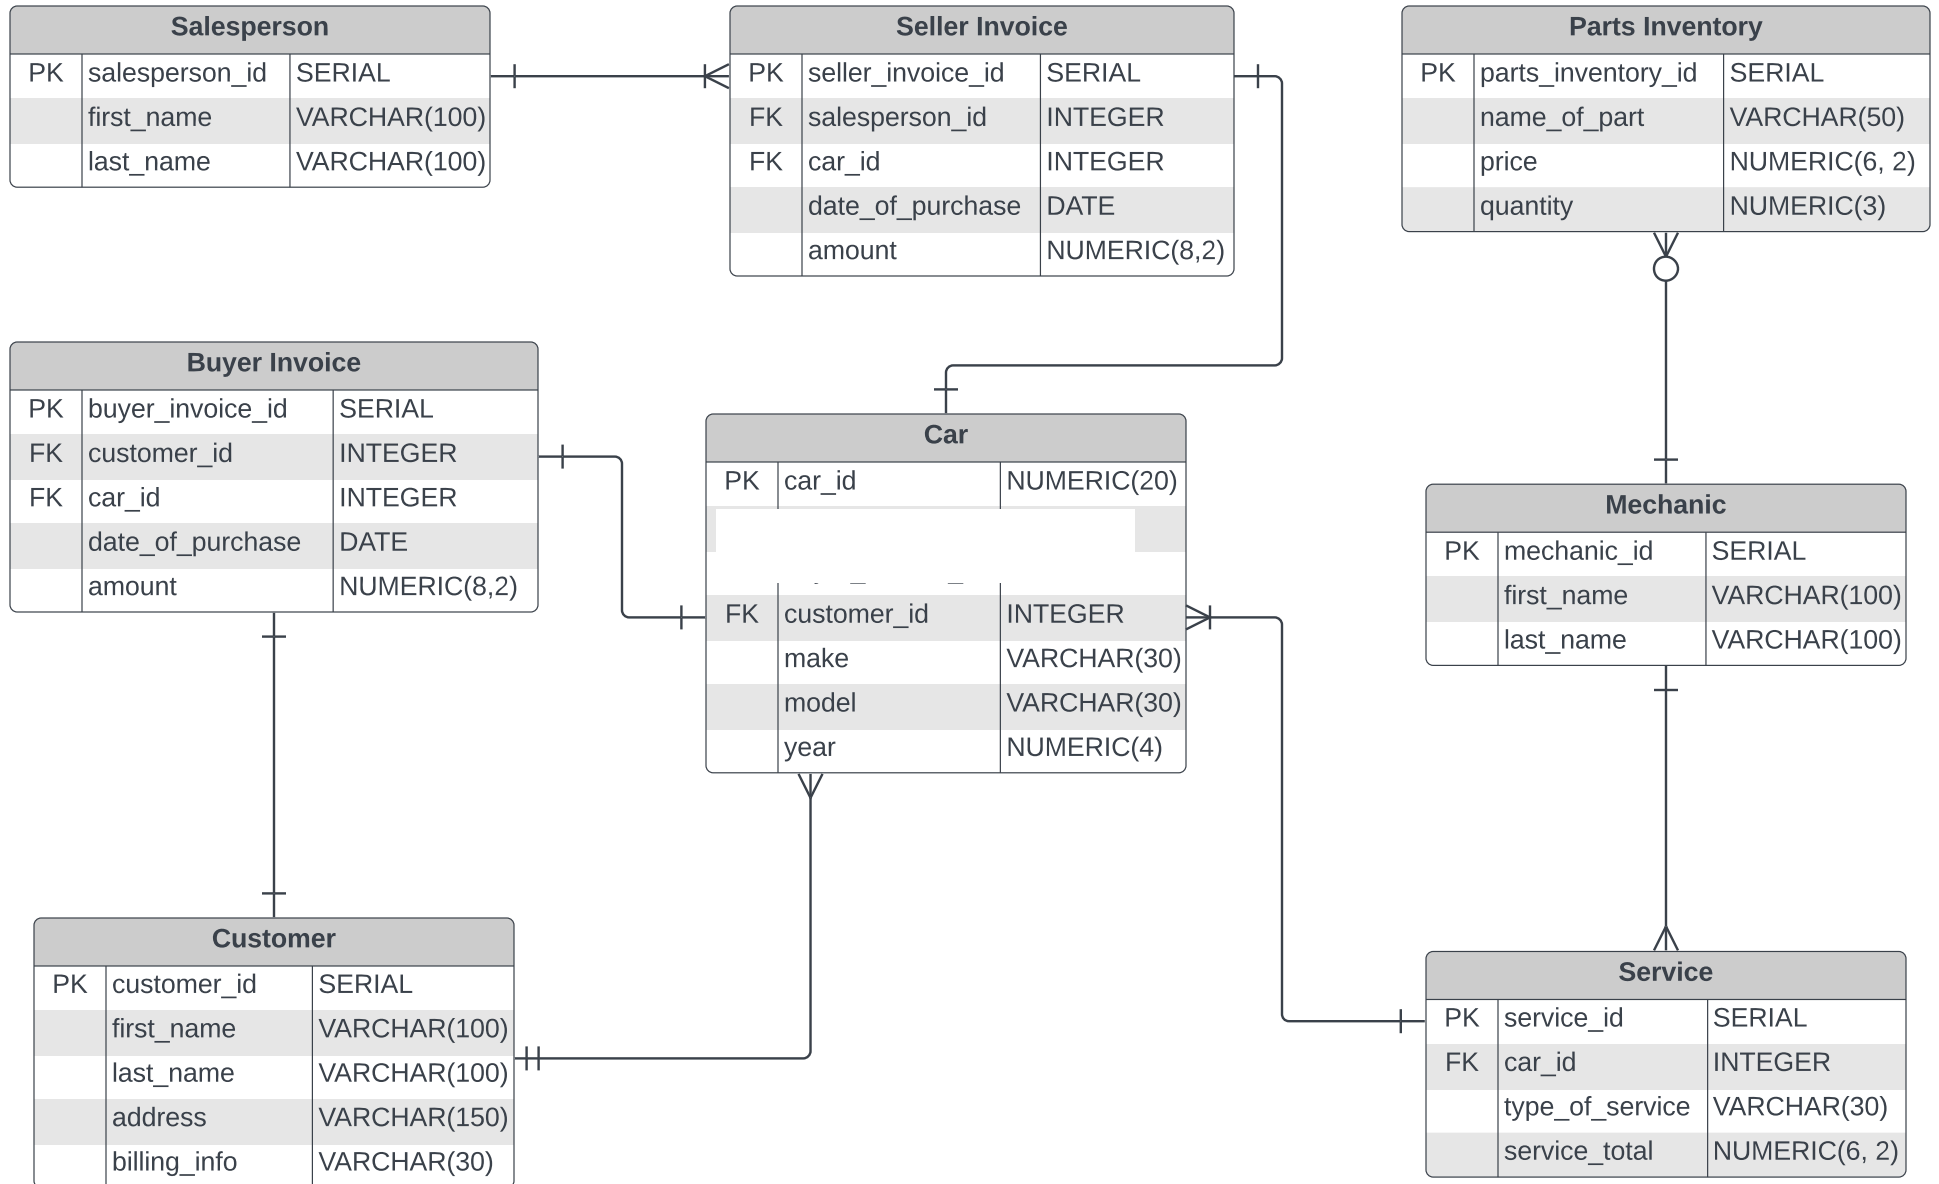 Salesperson
PK salesperson_id SERIAL
first_name VARCHAR(100)
last_name VARCHAR(100)
Seller Invoice
PK seller_invoice_id SERIAL
FK salesperson_id INTEGER
FK car_id INTEGER
date_of_purchase DATE
amount NUMERIC(8,2)
Parts Inventory
PK parts_inventory_id SERIAL
name_of_part VARCHAR(50)
price NUMERIC(6, 2)
quantity NUMERIC(3)
Buyer Invoice
PK buyer_invoice_id SERIAL
FK customer_id INTEGER
FK car_id INTEGER
date_of_purchase DATE
amount NUMERIC(8,2)
Car
PK car_id NUMERIC(20)
FK customer_id INTEGER
make VARCHAR(30)
model VARCHAR(30)
year NUMERIC(4)
Mechanic
PK mechanic_id SERIAL
first_name VARCHAR(100)
last_name VARCHAR(100)
Customer
PK customer_id SERIAL
first_name VARCHAR(100)
last_name VARCHAR(100)
address VARCHAR(150)
billing_info VARCHAR(30)
Service
PK service_id SERIAL
FK car_id INTEGER
type_of_service VARCHAR(30)
service_total NUMERIC(6, 2)